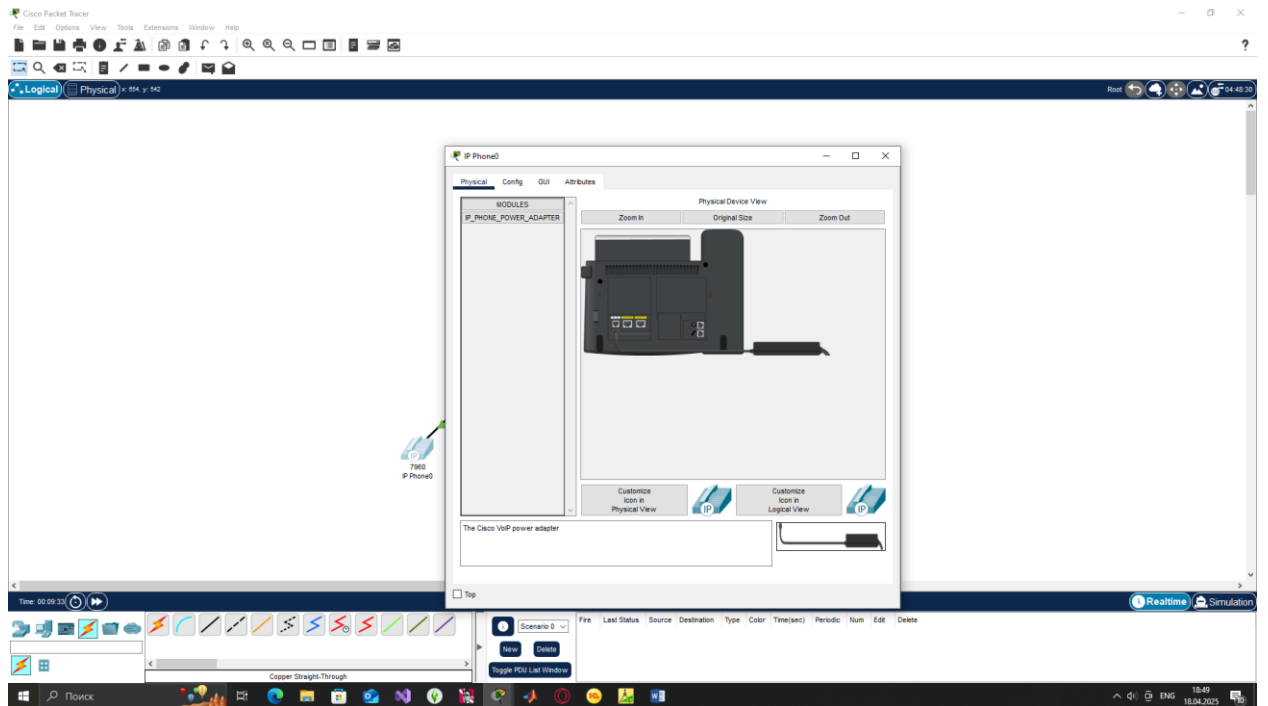 Cisco Packet Tracer
File Edit Options View Tools Extensions Window Help
?
Logical Physical x: 654, y: 542 Root 04:48:30
IP Phone0
Physical Config GUI Attributes
MODULES
IP_PHONE_POWER_ADAPTER
Physical Device View
Zoom In Original Size Zoom Out
7960
IP Phone0
Customize
Icon in
Physical View
IP
Customize
Icon in
Logical View
IP
The Cisco VoIP power adapter
Top
Time: 00:09:33 Realtime Simulation
Scenario 0 Fire Last Status Source Destination Type Color Time(sec) Periodic Num Edit Delete
New Delete
Toggle PDU List Window
Copper Straight-Through
Поиск ENG 18:49
18.04.2025